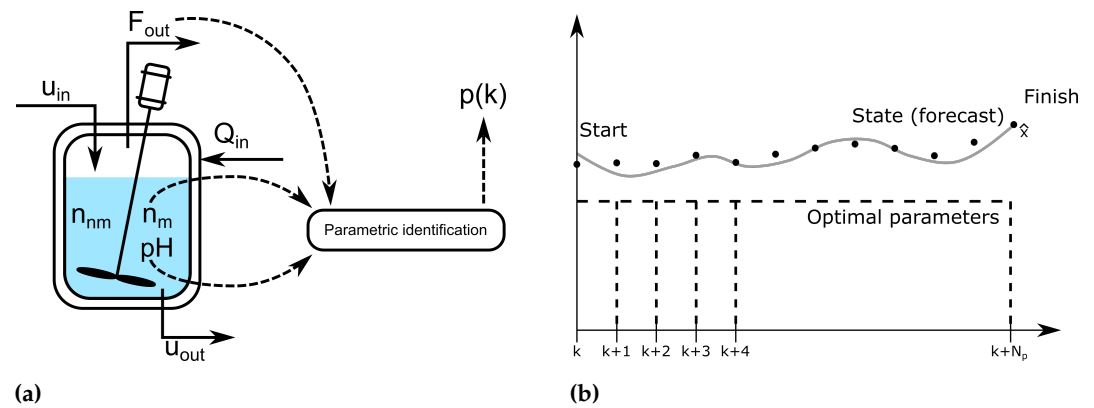 F_out
u_in
p(k)
Q_in
n_nm
n_m
pH
Parametric identification
u_out
(a)
Finish
State (forecast)
x̂
Start
Optimal parameters
k
k+1
k+2
k+3
k+4
k+N_p
(b)